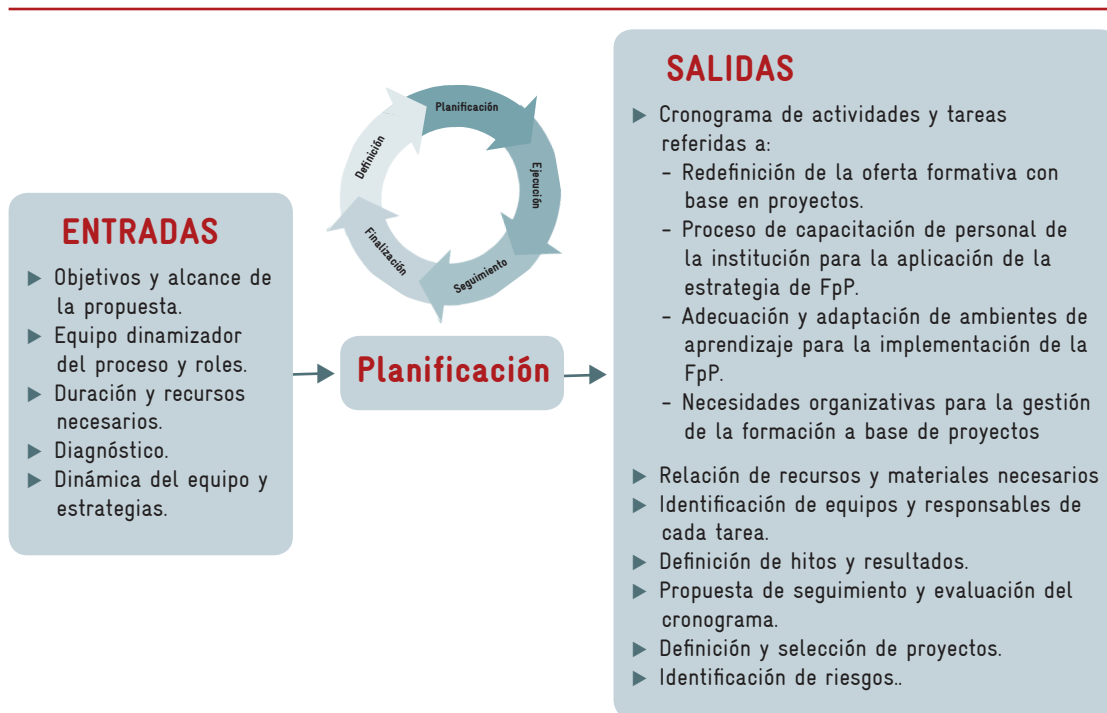 ENTRADAS
▶ Objetivos y alcance de
la propuesta.
▶ Equipo dinamizador
del proceso y roles.
▶ Duración y recursos
necesarios.
▶ Diagnóstico.
▶ Dinámica del equipo y
estrategias.
Planificación
Ejecución
Seguimiento
Finalización
Definición
Planificación
SALIDAS
▶ Cronograma de actividades y tareas
referidas a:
– Redefinición de la oferta formativa con
base en proyectos.
– Proceso de capacitación de personal de
la institución para la aplicación de la
estrategia de FpP.
– Adecuación y adaptación de ambientes de
aprendizaje para la implementación de la
FpP.
– Necesidades organizativas para la gestión
de la formación a base de proyectos
▶ Relación de recursos y materiales necesarios
▶ Identificación de equipos y responsables de
cada tarea.
▶ Definición de hitos y resultados.
▶ Propuesta de seguimiento y evaluación del
cronograma.
▶ Definición y selección de proyectos.
▶ Identificación de riesgos..